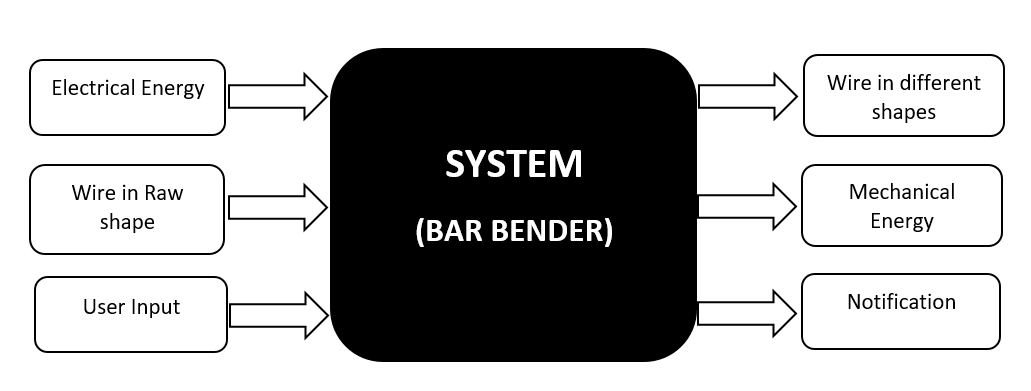 Electrical Energy
Wire in Raw
shape
User Input
SYSTEM
(BAR BENDER)
Wire in different
shapes
Mechanical
Energy
Notification